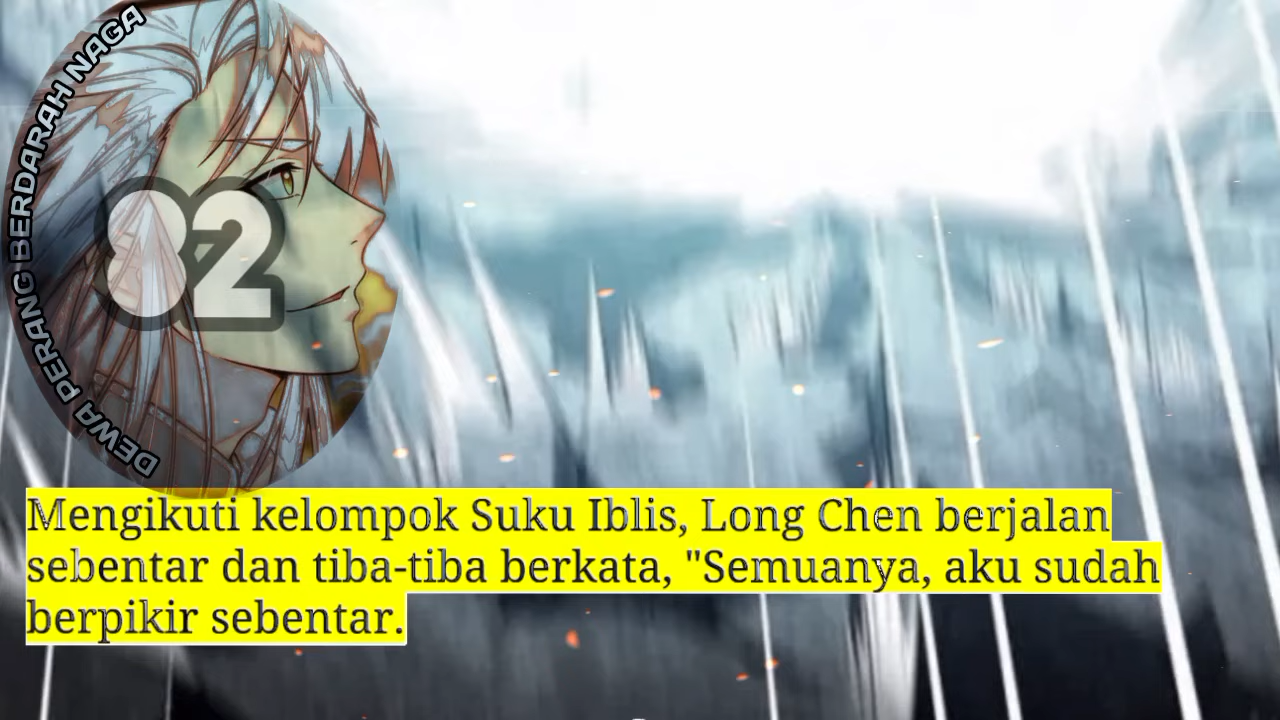 DEWA PERANG BERDARAH NAGA
82
Mengikuti kelompok Suku Iblis, Long Chen berjalan
sebentar dan tiba-tiba berkata, "Semuanya, aku sudah
berpikir sebentar.